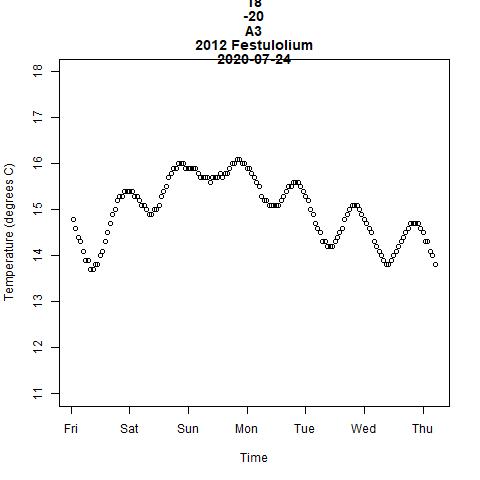 18
-20
A3
2012 Festulolium
2020-07-24
Temperature (degrees C)
18
17
16
15
14
13
12
11
Fri Sat Sun Mon Tue Wed Thu
Time